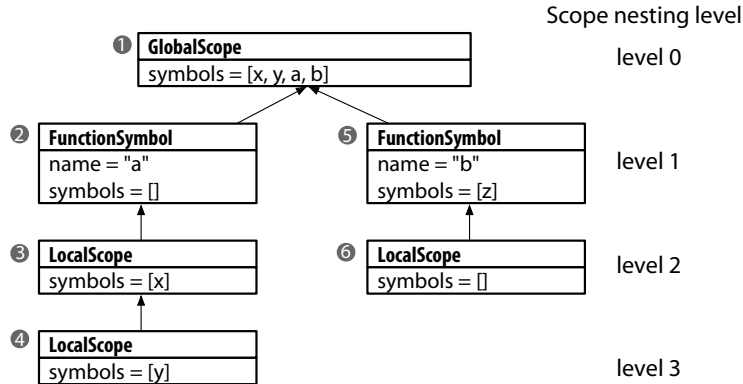 Scope nesting level
❶ GlobalScope
level 0
symbols = [x, y, a, b]
❷ FunctionSymbol
❺ FunctionSymbol
name = "a"
name = "b"
level 1
symbols = []
symbols = [z]
❸ LocalScope
❻ LocalScope
level 2
symbols = [x]
symbols = []
❹ LocalScope
symbols = [y]
level 3